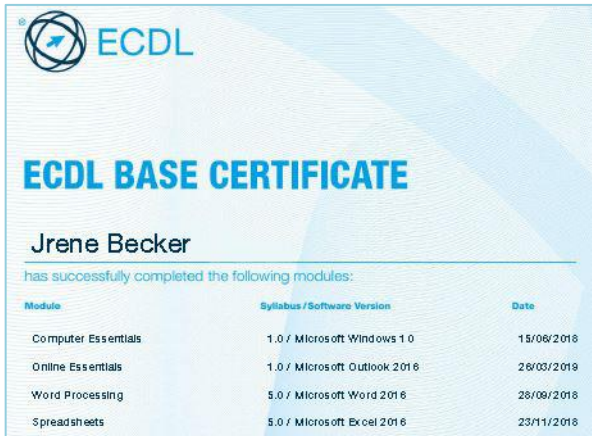 ® ECDL
ECDL BASE CERTIFICATE
Jrene Becker
has successfully completed the following modules:
Module Syllabus/Software Version Date
Computer Essentials 1.0 / Microsoft Windows 10 15/06/2018
Online Essentials 1.0 / Microsoft Outlook 2016 26/03/2019
Word Processing 5.0 / Microsoft Word 2016 28/09/2018
Spreadsheets 5.0 / Microsoft Excel 2016 23/11/2018